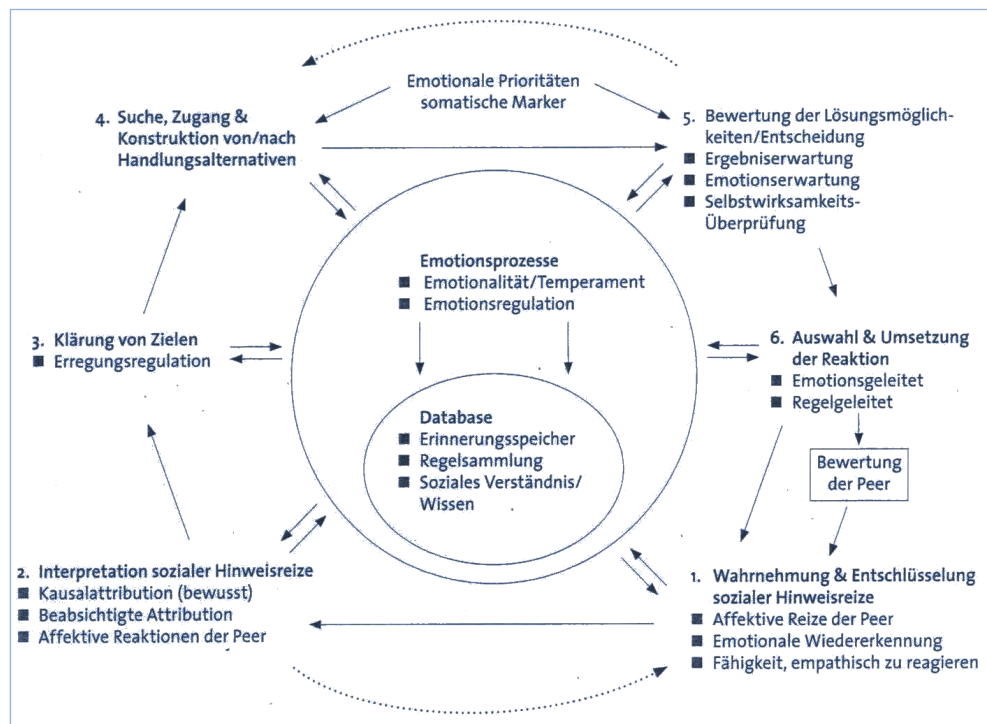 Emotionale Prioritäten
somatische Marker
4. Suche, Zugang &
Konstruktion von/nach
Handlungsalternativen
5. Bewertung der Lösungsmöglich-
keiten/Entscheidung
■ Ergebniserwartung
■ Emotionserwartung
■ Selbstwirksamkeits-
Überprüfung
Emotionsprozesse
■ Emotionalität/Temperament
■ Emotionsregulation
3. Klärung von Zielen
■ Erregungsregulation
6. Auswahl & Umsetzung
der Reaktion
■ Emotionsgeleitet
■ Regelgeleitet
Database
■ Erinnerungsspeicher
■ Regelsammlung
■ Soziales Verständnis/
Wissen
Bewertung
der Peer
2. Interpretation sozialer Hinweisreize
■ Kausalattribution (bewusst)
■ Beabsichtigte Attribution
■ Affektive Reaktionen der Peer
1. Wahrnehmung & Entschlüsselung
sozialer Hinweisreize
■ Affektive Reize der Peer
■ Emotionale Wiedererkennung
■ Fähigkeit, empathisch zu reagieren